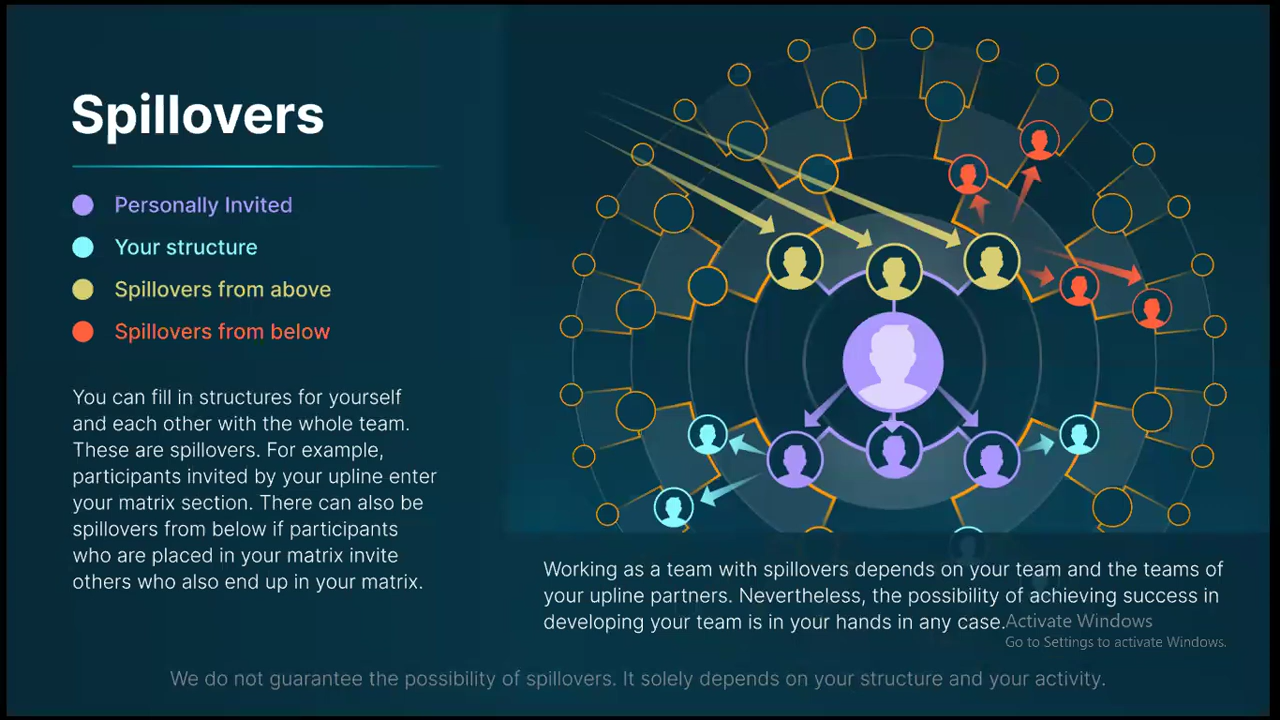 Spillovers
Personally Invited
Your structure
Spillovers from above
Spillovers from below
You can fill in structures for yourself
and each other with the whole team.
These are spillovers. For example,
participants invited by your upline enter
your matrix section. There can also be
spillovers from below if participants
who are placed in your matrix invite
others who also end up in your matrix.
Working as a team with spillovers depends on your team and the teams of
your upline partners. Nevertheless, the possibility of achieving success in
developing your team is in your hands in any case.
Activate Windows
Go to Settings to activate Windows.
We do not guarantee the possibility of spillovers. It solely depends on your structure and your activity.